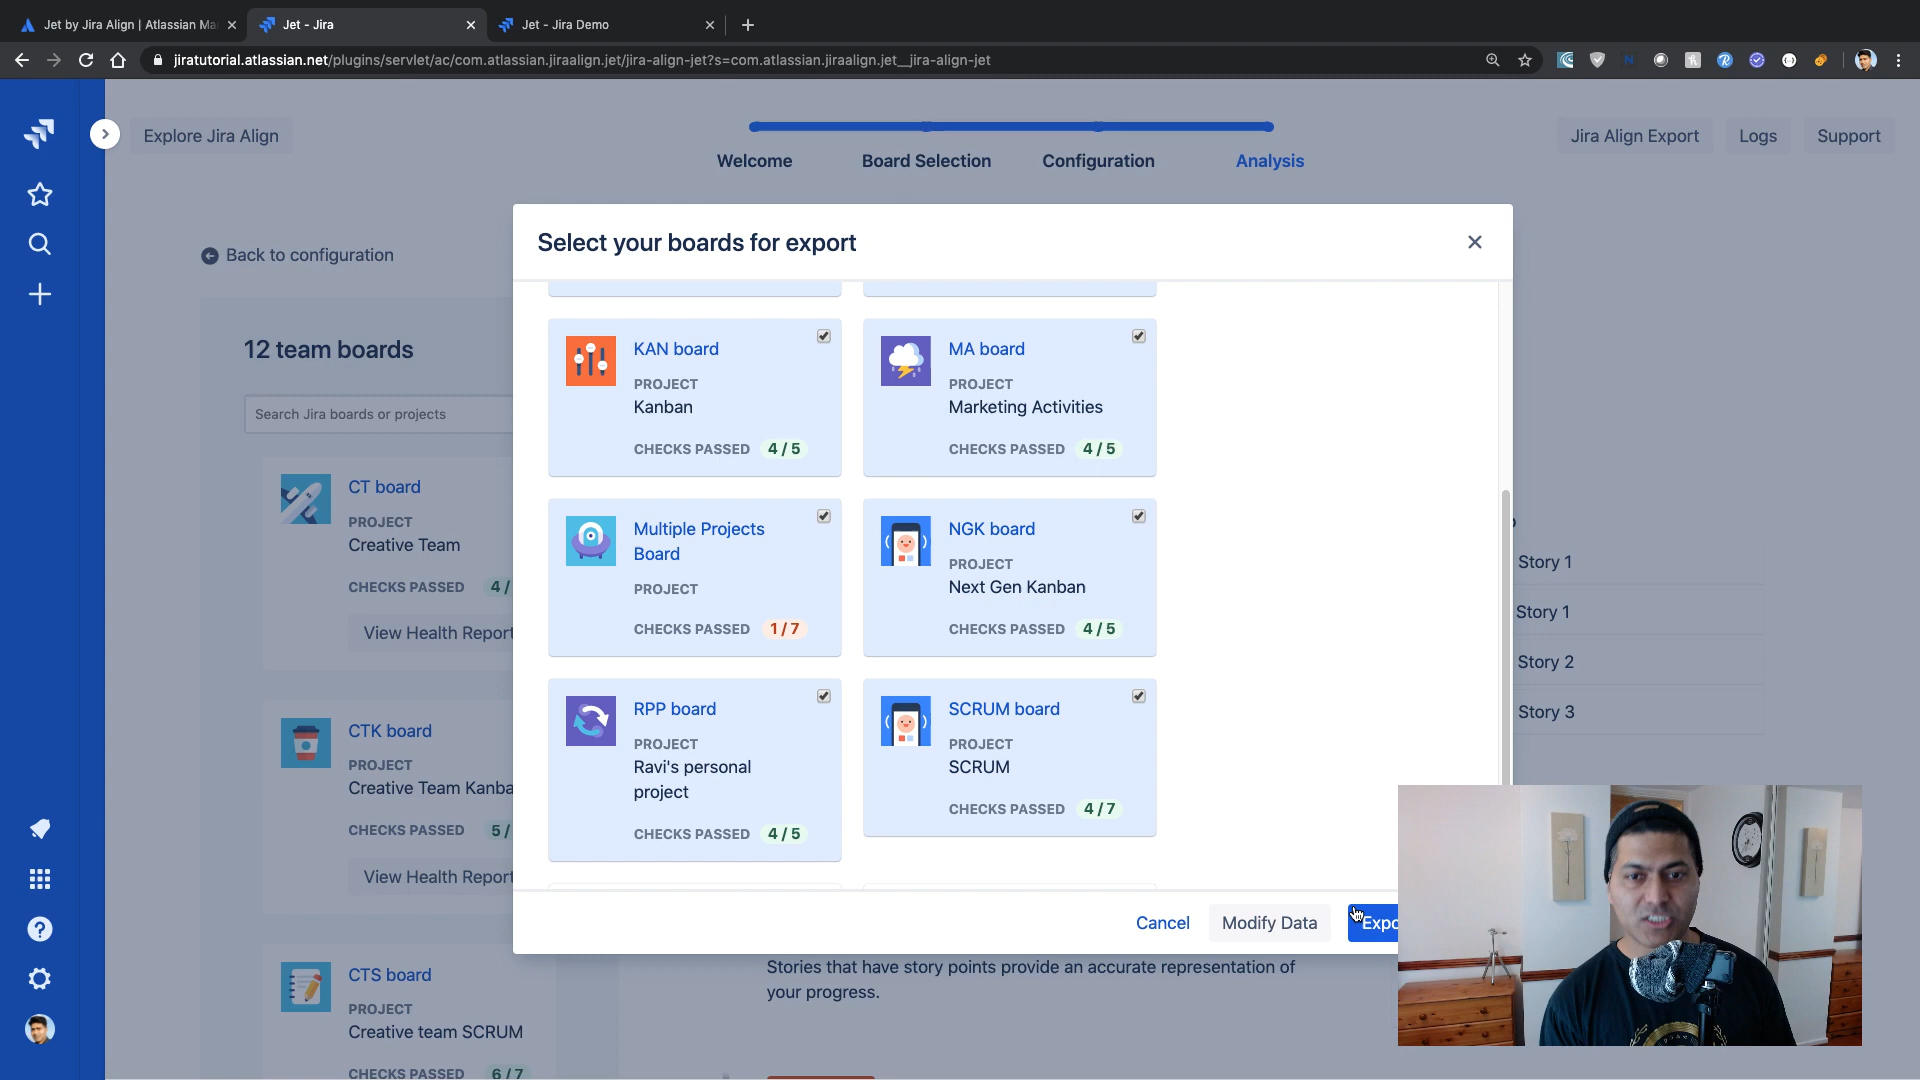 Jet by Jira Align | Atlassian Ma
Jet - Jira
Jet - Jira Demo
jiratutorial.atlassian.net/plugins/servlet/ac/com.atlassian.jiraalign.jet/jira-align-jet?s=com.atlassian.jiraalign.jet__jira-align-jet
Explore Jira Align
Welcome
Board Selection
Configuration
Analysis
Jira Align Export
Logs
Support
Back to configuration
12 team boards
Search Jira boards or projects
CT board
PROJECT
Creative Team
CHECKS PASSED 4/
View Health Report
CTK board
PROJECT
Creative Team Kanba
CHECKS PASSED 5/
View Health Report
CTS board
PROJECT
Creative team SCRUM
CHECKS PASSED 6/7
Select your boards for export
KAN board
PROJECT
Kanban
CHECKS PASSED 4/5
MA board
PROJECT
Marketing Activities
CHECKS PASSED 4/5
Multiple Projects
Board
PROJECT
CHECKS PASSED 1/7
NGK board
PROJECT
Next Gen Kanban
CHECKS PASSED 4/5
RPP board
PROJECT
Ravi's personal
project
CHECKS PASSED 4/5
SCRUM board
PROJECT
SCRUM
CHECKS PASSED 4/7
Cancel
Modify Data
Expo
Story 1
Story 1
Story 2
Story 3
Stories that have story points provide an accurate representation of
your progress.